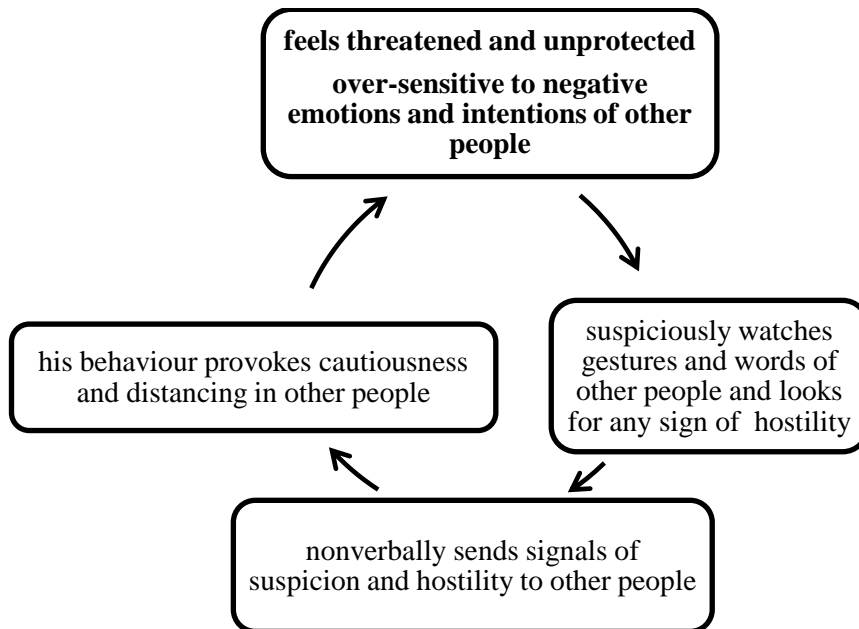 feels threatened and unprotected
over-sensitive to negative
emotions and intentions of other
people
suspiciously watches
gestures and words of
other people and looks
for any sign of hostility
nonverbally sends signals of
suspicion and hostility to other people
his behaviour provokes cautiousness
and distancing in other people